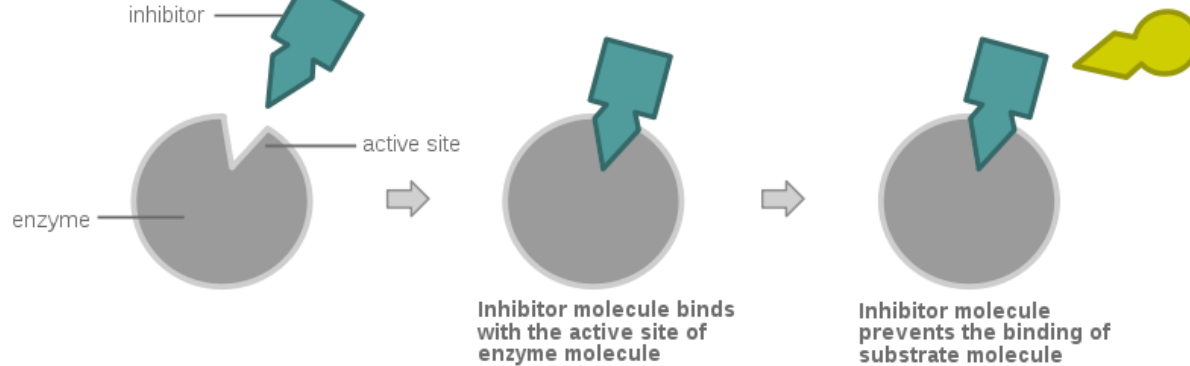 inhibitor
active site
enzyme
Inhibitor molecule binds
with the active site of
enzyme molecule
Inhibitor molecule
prevents the binding of
substrate molecule